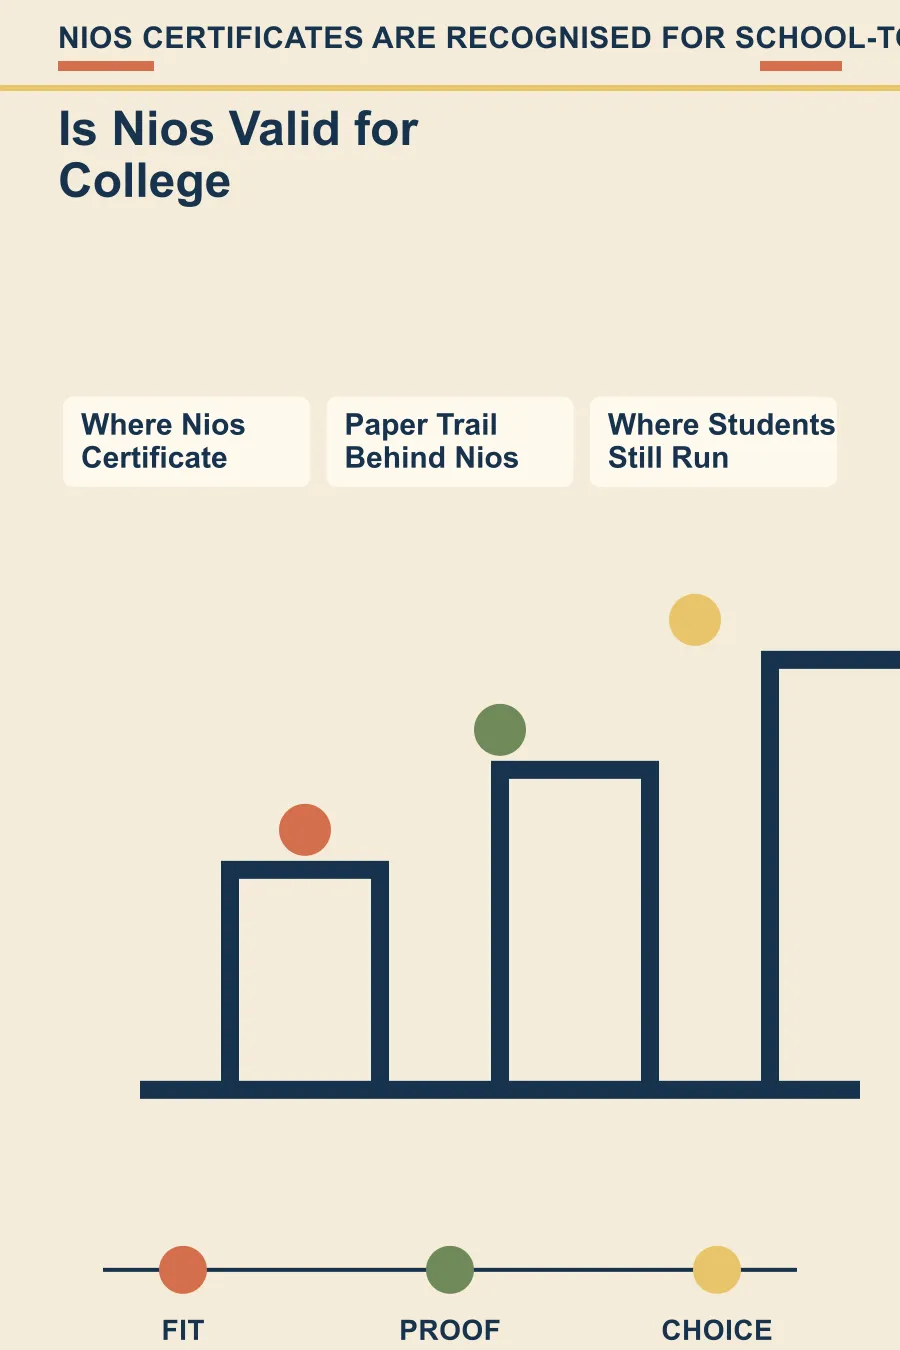 NIOS CERTIFICATES ARE RECOGNISED FOR SCHOOL-TO
Is Nios Valid for
College
Where Nios
Certificate
Paper Trail
Behind Nios
Where Students
Still Run
FIT
PROOF
CHOICE